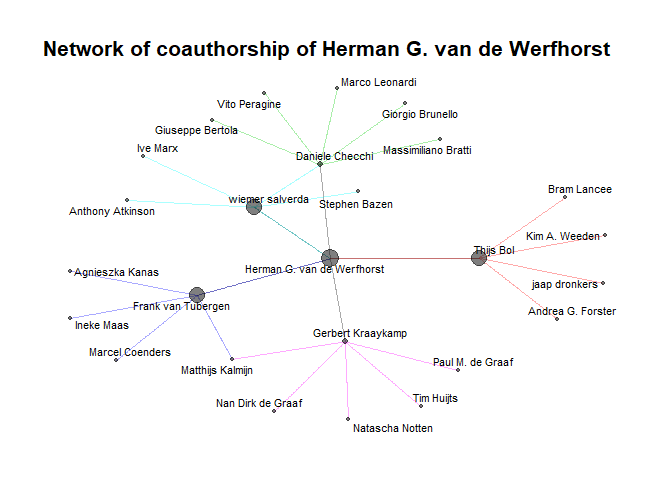 Network of coauthorship of Herman G. van de Werfhorst
Marco Leonardi
Vito Peragine
Giorgio Brunello
Giuseppe Bertola
Ive Marx
Massimiliano Bratti
Daniele Checchi
Bram Lancee
wiemer salverda
Stephen Bazen
Anthony Atkinson
Kim A. Weeden
Thijs Bol
Herman G. van de Werfhorst
Agnieszka Kanas
jaap dronkers
Frank van Tubergen
Andrea G. Forster
Ineke Maas
Gerbert Kraaykamp
Marcel Coenders
Paul M. de Graaf
Matthijs Kalmijn
Tim Huijts
Nan Dirk de Graaf
Natascha Notten